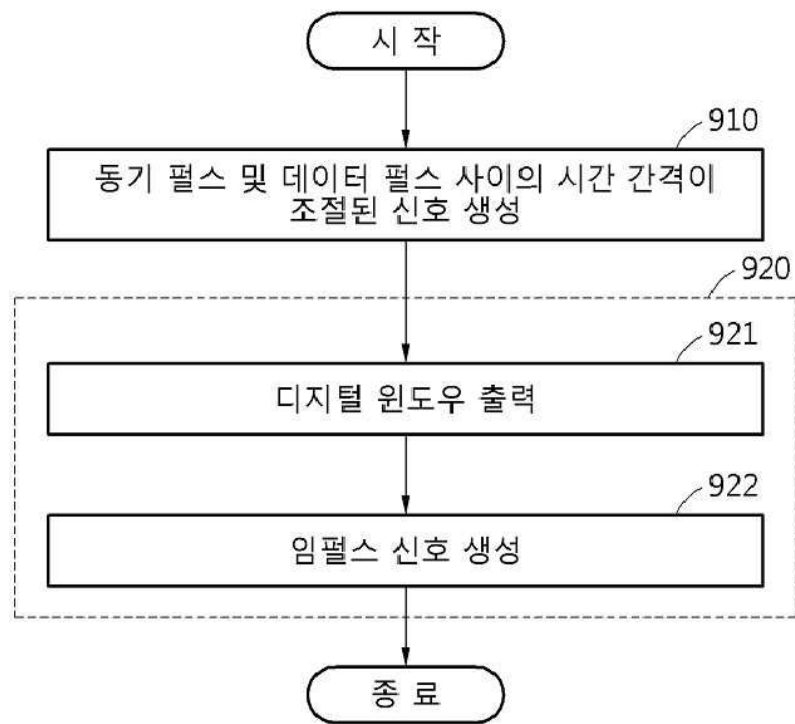 시 작
910
동기 펄스 및 데이터 펄스 사이의 시간 간격이
조절된 신호 생성
920
921
디지털 윈도우 출력
922
임펄스 신호 생성
종 료